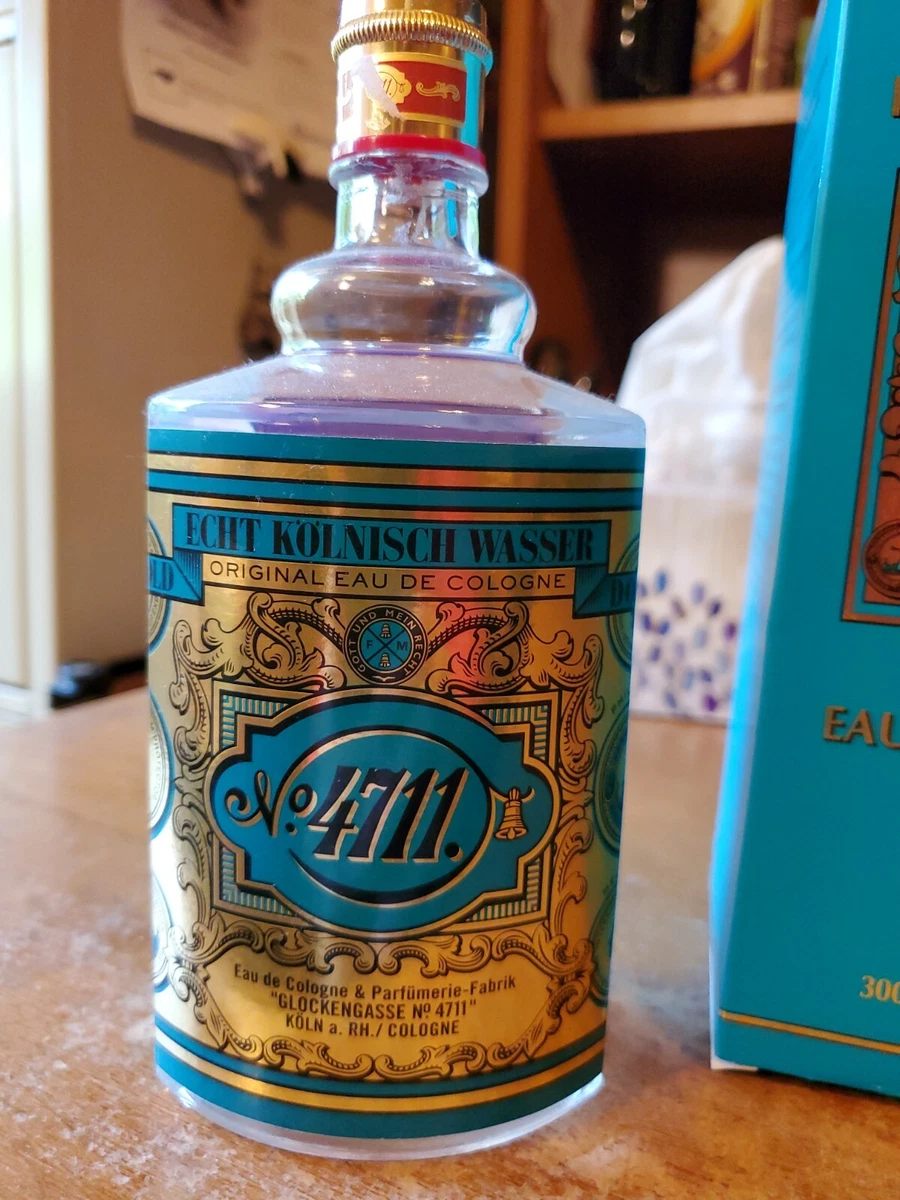 ECHT KÖLNISCH WASSER
ORIGINAL EAU DE COLOGNE
GOTT UND MEIN RECHT
F M
No. 4711.
Eau de Cologne & Parfümerie-Fabrik
"GLOCKENGASSE No 4711"
KÖLN a. RH./ COLOGNE
EAU
300